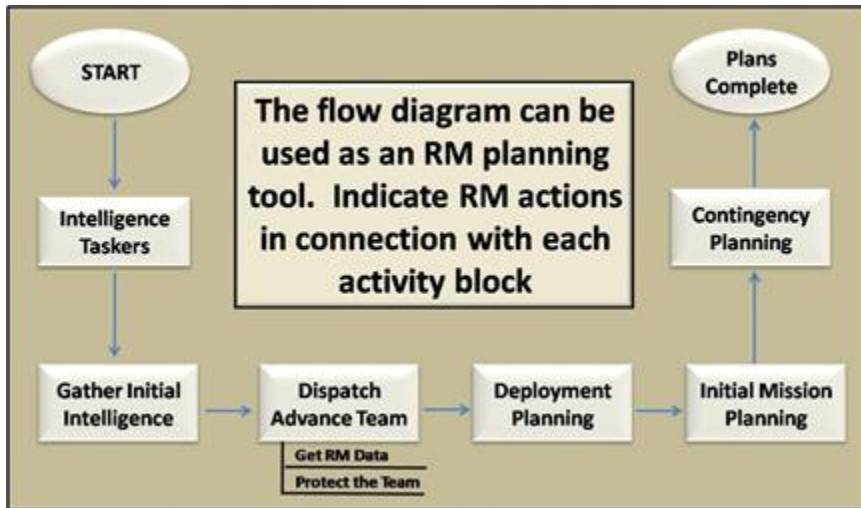 START
Intelligence
Taskers
Gather Initial
Intelligence
Dispatch
Advance Team
Get RM Data
Protect the Team
Deployment
Planning
Initial Mission
Planning
Contingency
Planning
Plans
Complete
The flow diagram can be
used as an RM planning
tool.  Indicate RM actions
in connection with each
activity block